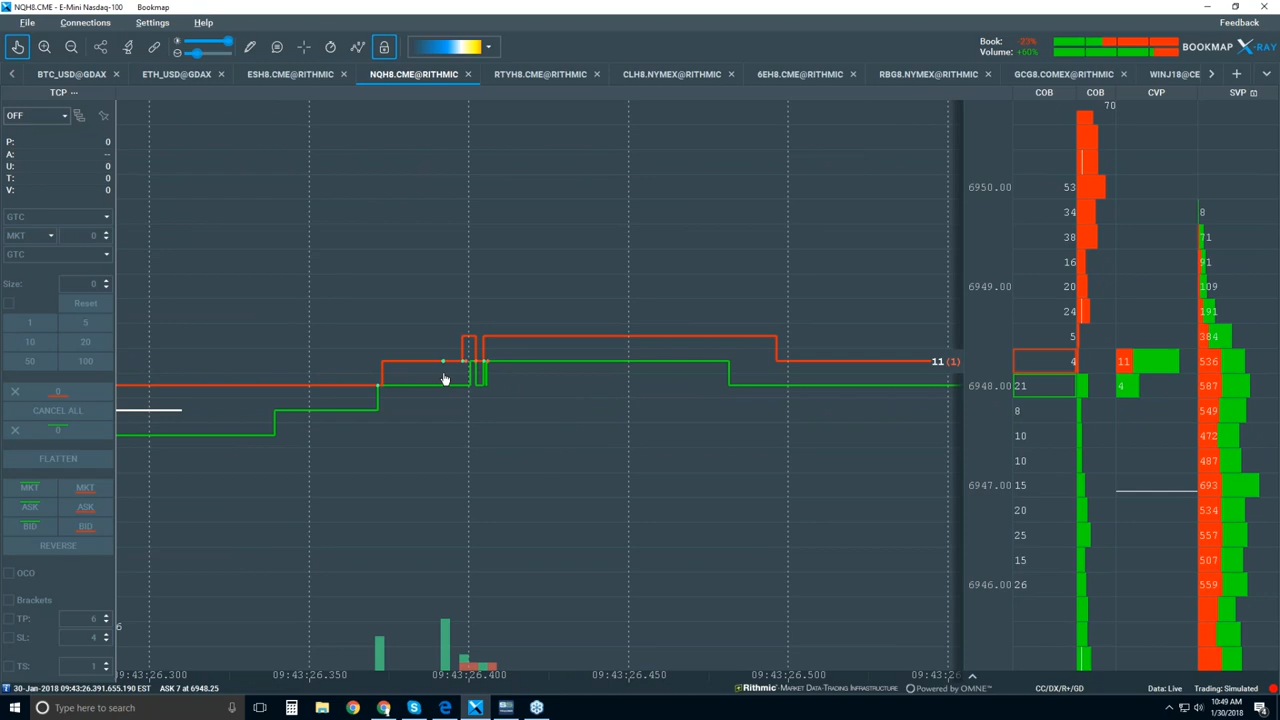 NQH8.CME - E-Mini Nasdaq-100 Bookmap
File Connections Settings Help Feedback
Book: -23%
Volume: +60%
BOOKMAP X-RAY
BTC_USD@GDAX ETH_USD@GDAX ESH8.CME@RITHMIC NQH8.CME@RITHMIC RTYH8.CME@RITHMIC CLH8.NYMEX@RITHMIC 6EH8.CME@RITHMIC RBG8.NYMEX@RITHMIC GCG8.COMEX@RITHMIC WINJ18@CE
TCP ... COB COB CVP SVP
70
OFF
P: 0
A: --
U: 0
T: 0
V: 0
6950.00 53
34 8
GTC
MKT 0 38 71
GTC
16 91
Size: 0 6949.00 20 109
Reset
24 191
1 5
5 384
10 20
50 100 11 (1) 4 11 536
6948.00 21 4 587
0
CANCEL ALL 8 549
0 10 472
FLATTEN 10 487
MKT MKT 6947.00 15 693
ASK ASK 20 534
BID BID
REVERSE 25 557
15 507
OCO
6946.00 26 559
Brackets
TP: 6
6
SL: 4
TS: 1
09:43:26.300 09:43:26.350 09:43:26.400 09:43:26.450 09:43:26.500 09:43:26.
30-Jan-2018 09:43:26.391.655.190 EST ASK 7 at 6948.25 Rithmic - MARKET DATA-TRADING INFRASTRUCTURE Powered by OMNE™ CC/DX/R+/GD Data: Live Trading: Simulated
Type here to search
10:49 AM
1/30/2018
4